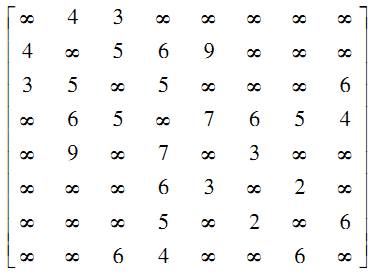 ∞ 4 3 ∞ ∞ ∞ ∞ ∞
4 ∞ 5 6 9 ∞ ∞ ∞
3 5 ∞ 5 ∞ ∞ ∞ 6
∞ 6 5 ∞ 7 6 5 4
∞ 9 ∞ 7 ∞ 3 ∞ ∞
∞ ∞ ∞ 6 3 ∞ 2 ∞
∞ ∞ ∞ 5 ∞ 2 ∞ 6
∞ ∞ 6 4 ∞ ∞ 6 ∞